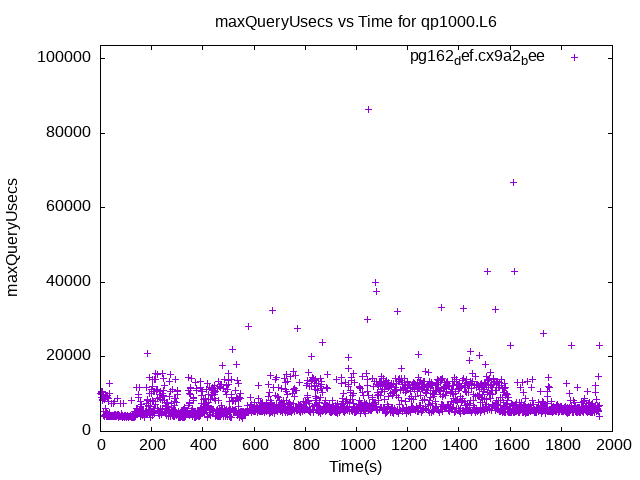 maxQueryUsecs vs Time for qp1000.L6
pg162def.cx9a2bee
100000
80000
60000
40000
20000
0
maxQueryUsecs
0 200 400 600 800 1000 1200 1400 1600 1800 2000
Time(s)